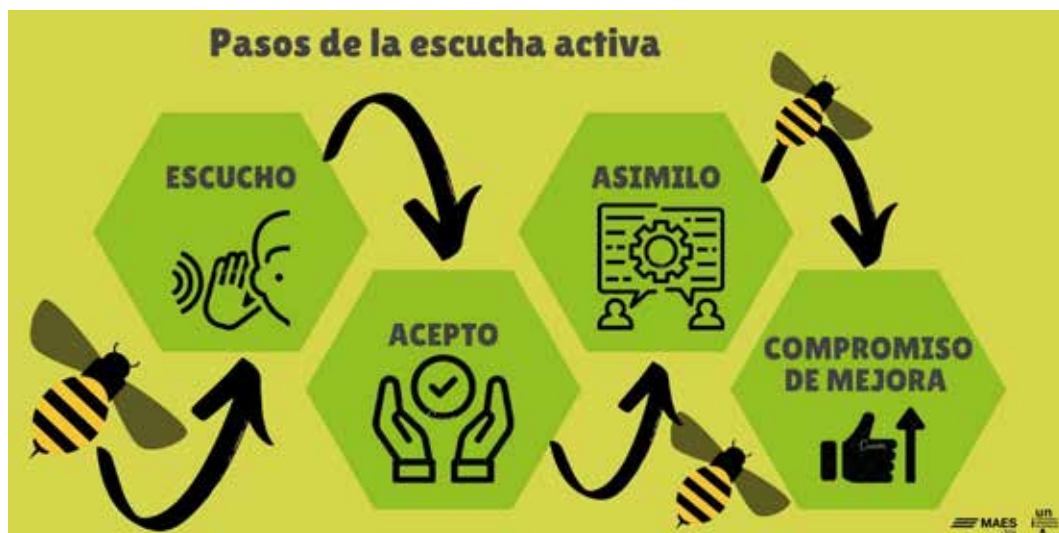 Pasos de la escucha activa
ESCUCHO
ACEPTO
ASIMILO
COMPROMISO
DE MEJORA
MAES
un